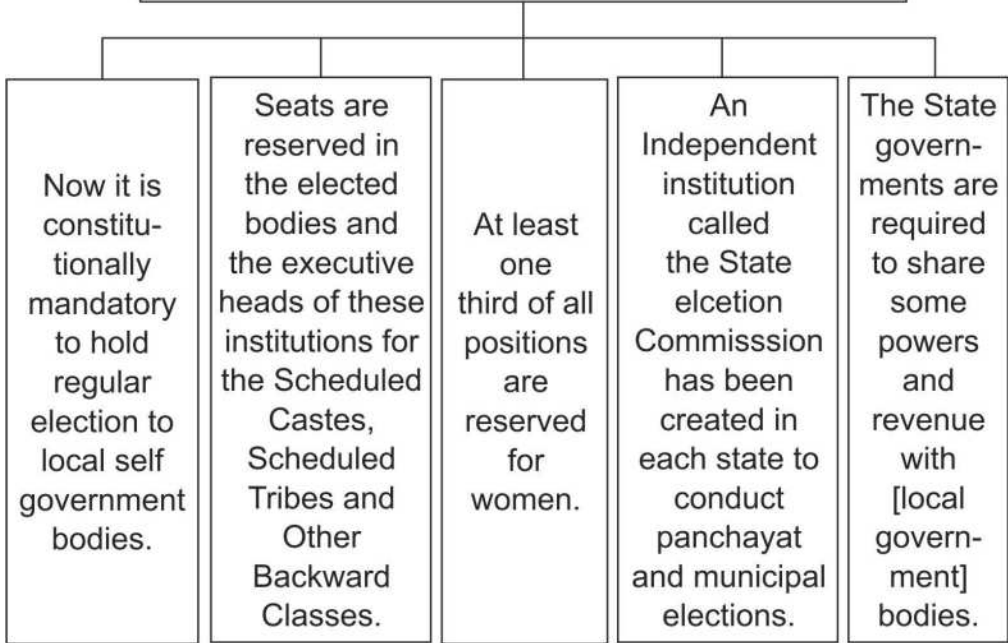 Now it is
constitu-
tionally
mandatory
to hold
regular
election to
local self
government
bodies.
Seats are
reserved in
the elected
bodies and
the executive
heads of these
institutions for
the Scheduled
Castes,
Scheduled
Tribes and
Other
Backward
Classes.
At least
one
third of all
positions
are
reserved
for
women.
An
Independent
institution
called
the State
elcetion
Commisssion
has been
created in
each state to
conduct
panchayat
and municipal
elections.
The State
govern-
ments are
required
to share
some
powers
and
revenue
with
[local
govern-
ment]
bodies.